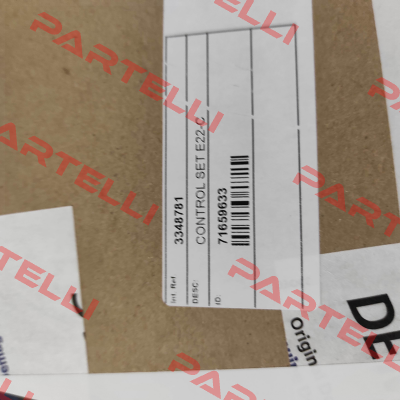 Int. Ref. 3348781
DESC: CONTROL SET E22-C
ID: 71659633
DE
Origin
PARTELLI
PARTELLI
PARTELLI
PARTELLI
PARTELLI